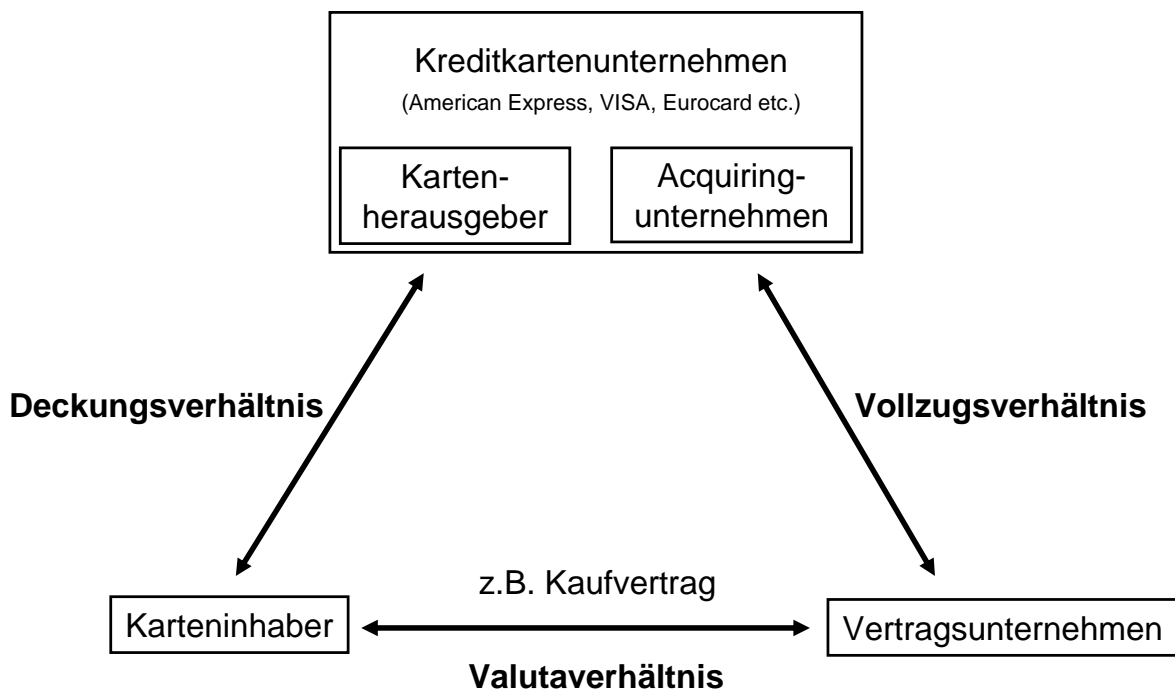 Kreditkartenunternehmen
(American Express, VISA, Eurocard etc.)
Karten-
herausgeber
Acquiring-
unternehmen
Deckungsverhältnis
Vollzugsverhältnis
z.B. Kaufvertrag
Karteninhaber
Vertragsunternehmen
Valutaverhältnis